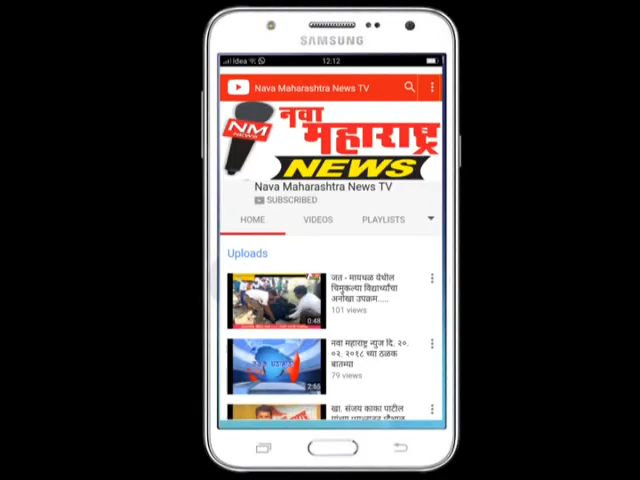 SAMSUNG
Idea 12:12
Nava Maharashtra News TV
नवा
महाराष्ट्र
NM
NEWS
NEWS
Nava Maharashtra News TV
SUBSCRIBED
HOME VIDEOS PLAYLISTS
Uploads
जत - मायथळ येथील
चिमुकल्या विद्यार्थ्यांचा
अनोखा उपक्रम.....
101 views
0:48
नवा महाराष्ट्र न्युज दि. २०.
०२. २०१८ च्या ठळक
बातम्या
79 views
2:55
खा. संजय काका पाटील